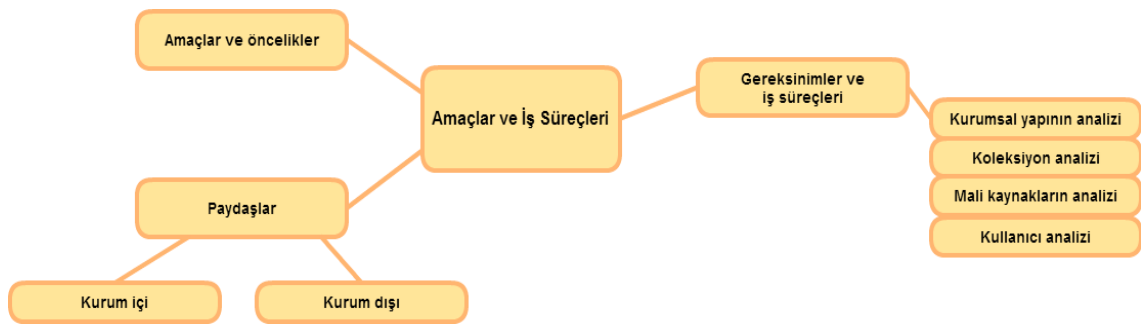 Amaçlar ve öncelikler
Amaçlar ve İş Süreçleri
Gereksinimler ve
iş süreçleri
Kurumsal yapının analizi
Koleksiyon analizi
Mali kaynakların analizi
Kullanıcı analizi
Paydaşlar
Kurum içi
Kurum dışı